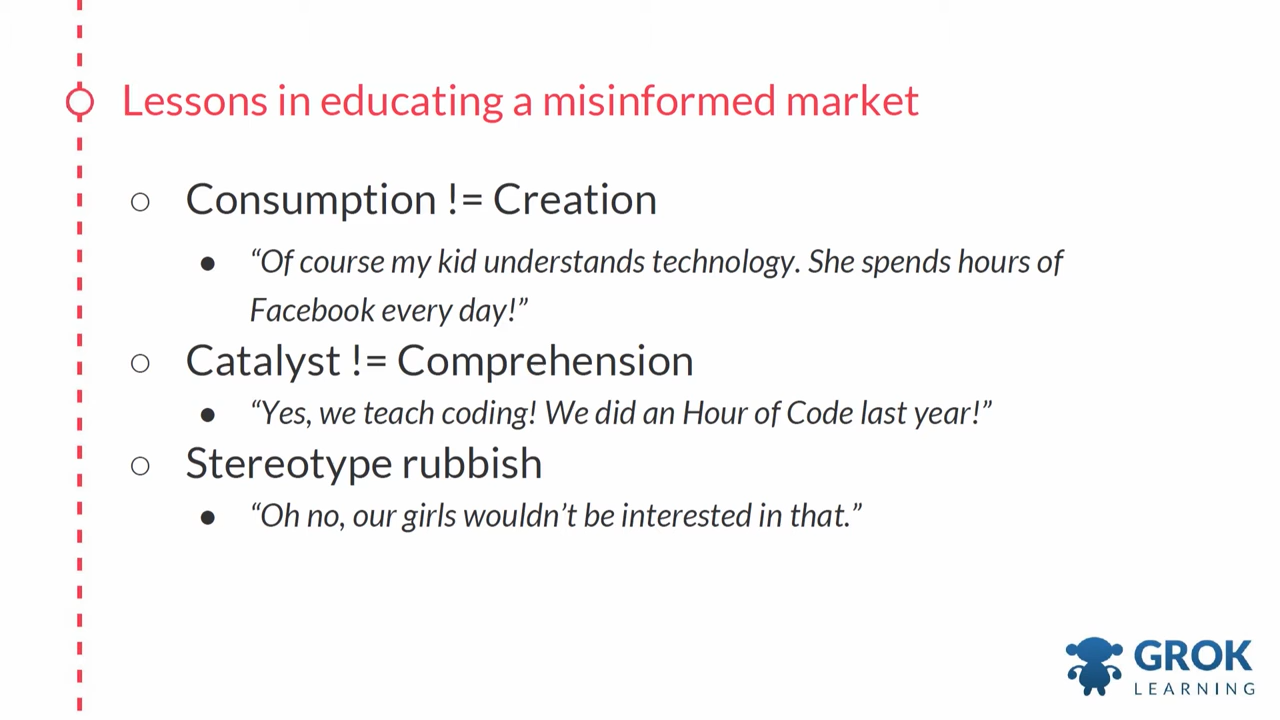 Lessons in educating a misinformed market
○ Consumption != Creation
● “Of course my kid understands technology. She spends hours of
Facebook every day!”
○ Catalyst != Comprehension
● “Yes, we teach coding! We did an Hour of Code last year!”
○ Stereotype rubbish
● “Oh no, our girls wouldn’t be interested in that.”
GROK
LEARNING